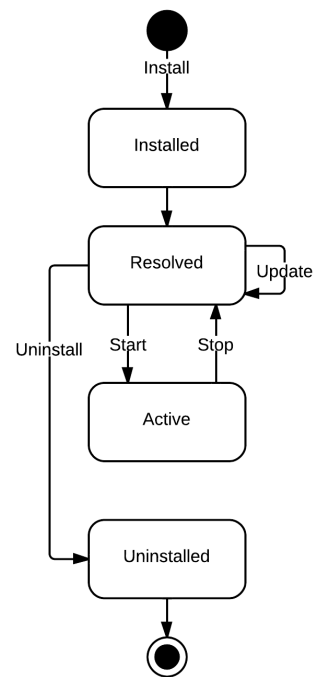 Install
Installed
Resolved
Update
Uninstall
Start
Stop
Active
Uninstalled